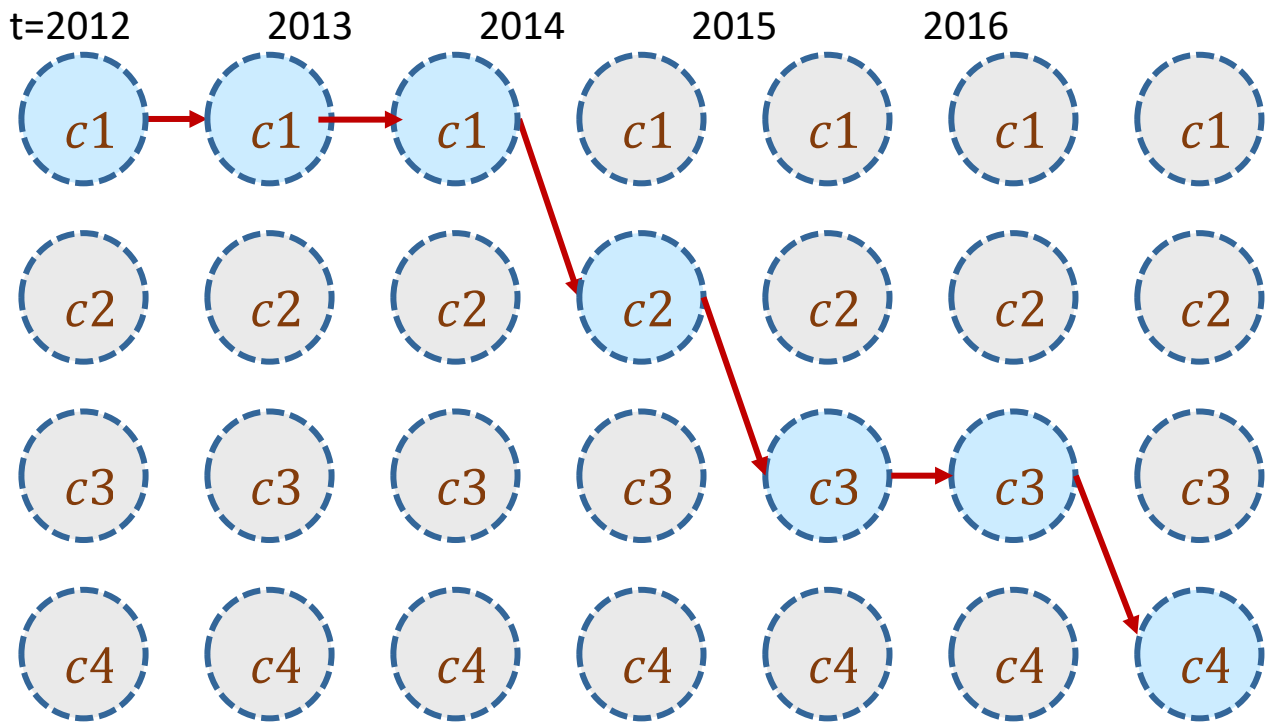 t=2012 2013 2014 2015 2016
c1 c1 c1 c1 c1 c1 c1
c2 c2 c2 c2 c2 c2 c2
c3 c3 c3 c3 c3 c3 c3
c4 c4 c4 c4 c4 c4 c4